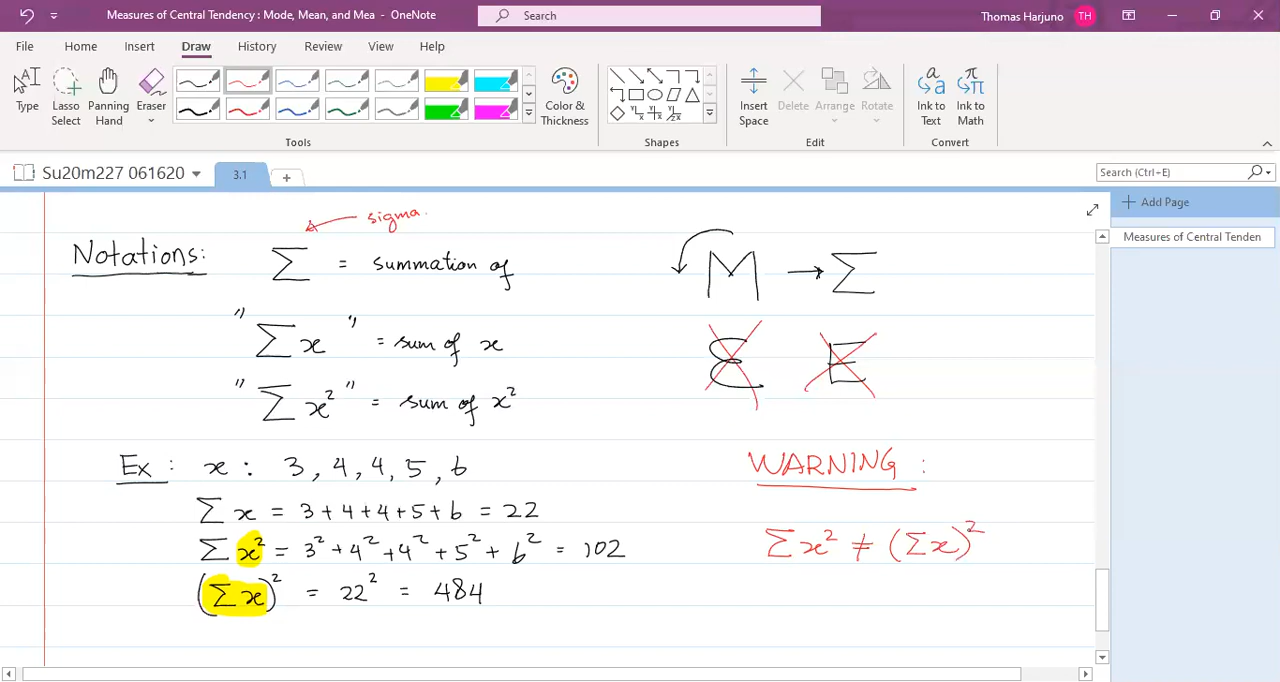 Measures of Central Tendency : Mode, Mean, and Mea - OneNote
Search
Thomas Harjuno
TH
File Home Insert Draw History Review View Help
Type
Lasso Select
Panning Hand
Eraser
Color & Thickness
Insert Space
Delete
Arrange
Rotate
Ink to Text
Ink to Math
Tools
Shapes
Edit
Convert
Su20m227 061620
3.1
Search (Ctrl+E)
Add Page
Measures of Central Tenden
sigma
Notations: Σ = summation of
M → Σ
"Σx" = sum of x
"Σx²" = sum of x²
Ex : x : 3, 4, 4, 5, 6
Σx = 3+4+4+5+6 = 22
Σx² = 3² + 4² + 4² + 5² + 6² = 102
(Σx)² = 22² = 484
WARNING :
Σx² ≠ (Σx)²